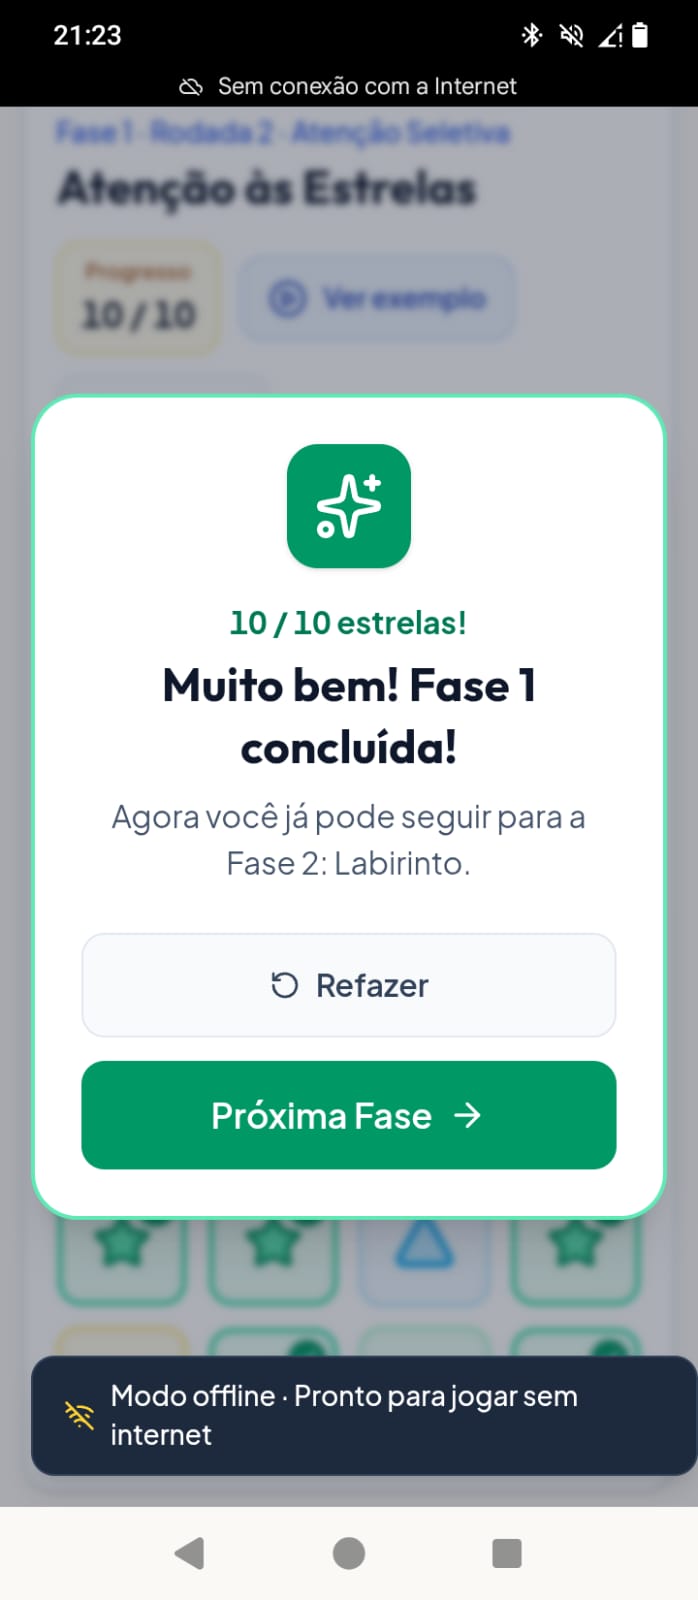 21:23
Sem conexão com a Internet
Fase 1 · Rodada 2 · Atenção Seletiva
Atenção às Estrelas
Progresso
10 / 10
Ver exemplo
10 / 10 estrelas!
Muito bem! Fase 1
concluída!
Agora você já pode seguir para a
Fase 2: Labirinto.
Refazer
Próxima Fase
Modo offline · Pronto para jogar sem
internet